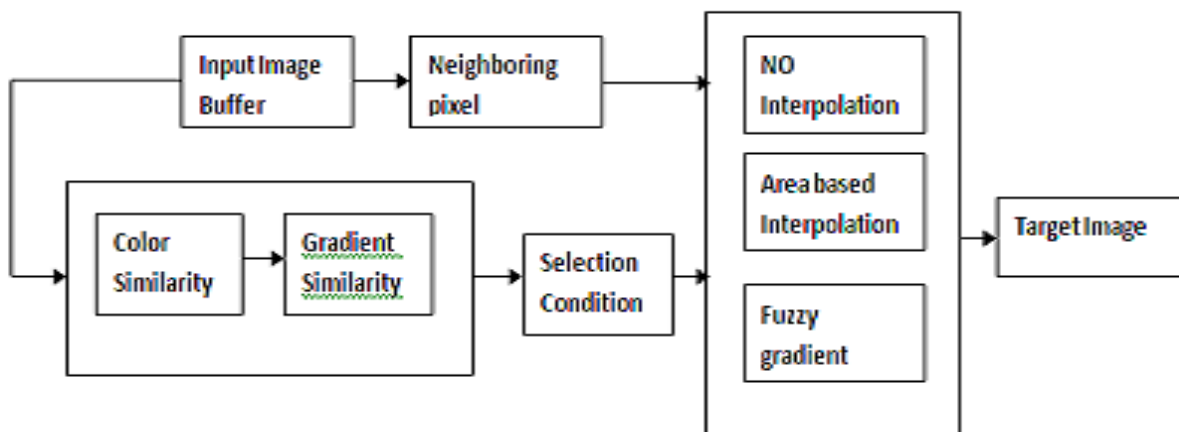 Input Image
Buffer
Neighboring
pixel
NO
Interpolation
Area based
Interpolation
Fuzzy
gradient
Color
Similarity
Gradient
Similarity
Selection
Condition
Target Image